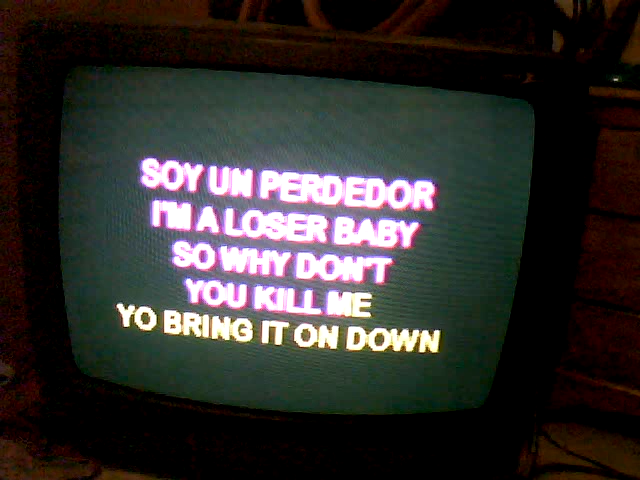 SOY UN PERDEDOR
I'M A LOSER BABY
SO WHY DON'T
YOU KILL ME
YO BRING IT ON DOWN